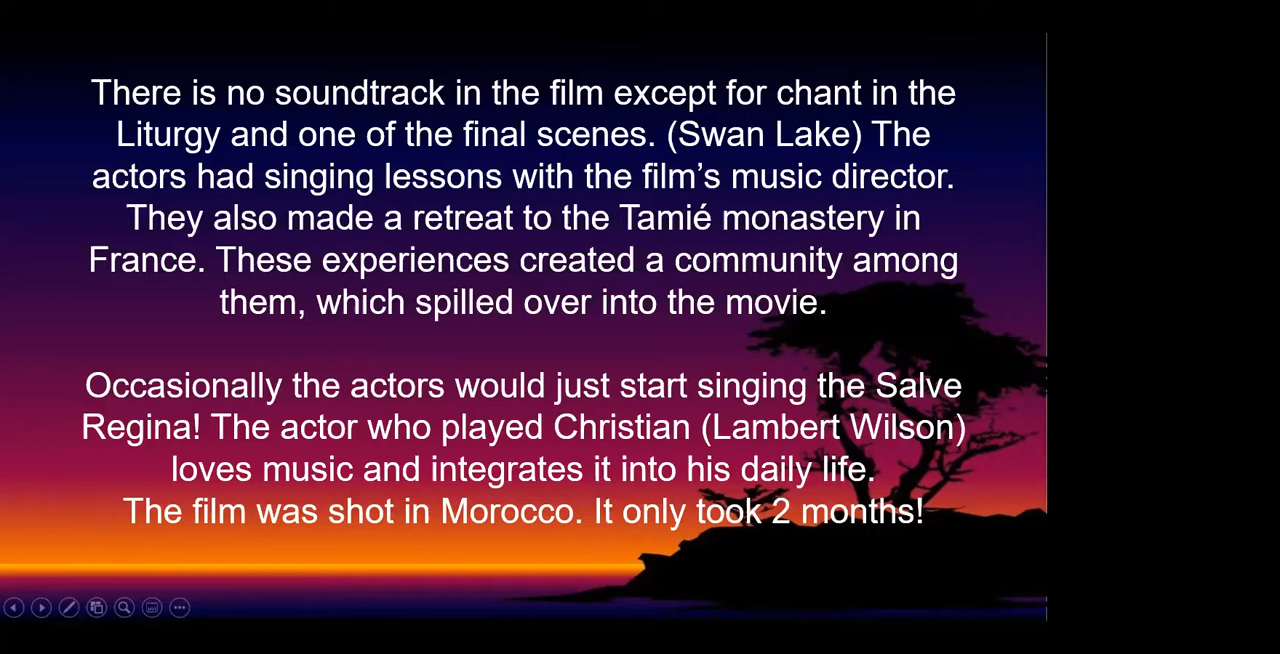 There is no soundtrack in the film except for chant in the
Liturgy and one of the final scenes. (Swan Lake) The
actors had singing lessons with the film’s music director.
They also made a retreat to the Tamié monastery in
France. These experiences created a community among
them, which spilled over into the movie.
Occasionally the actors would just start singing the Salve
Regina! The actor who played Christian (Lambert Wilson)
loves music and integrates it into his daily life.
The film was shot in Morocco. It only took 2 months!